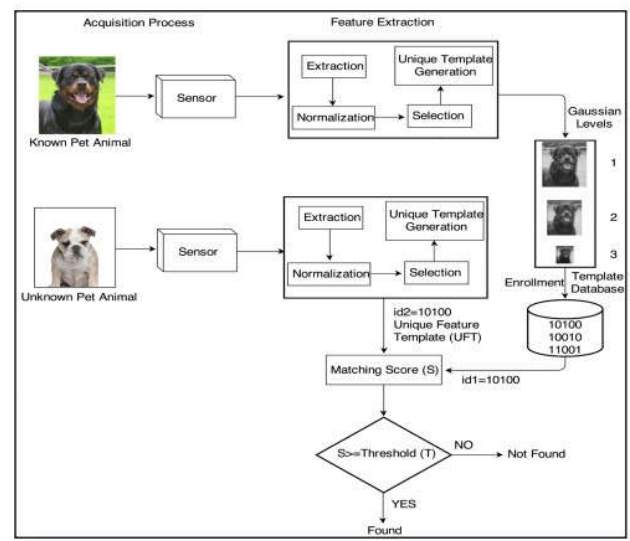 Acquisition Process
Feature Extraction
Extraction
Unique Template
Generation
Sensor
Normalization
Selection
Known Pet Animal
Gaussian
Levels
1
2
3
Extraction
Unique Template
Generation
Sensor
Normalization
Selection
Unknown Pet Animal
Enrollment
Template
Database
id2=10100
Unique Feature
Template (UFT)
10100
10010
11001
Matching Score (S)
id1=10100
S>=Threshold (T)
NO
Not Found
YES
Found